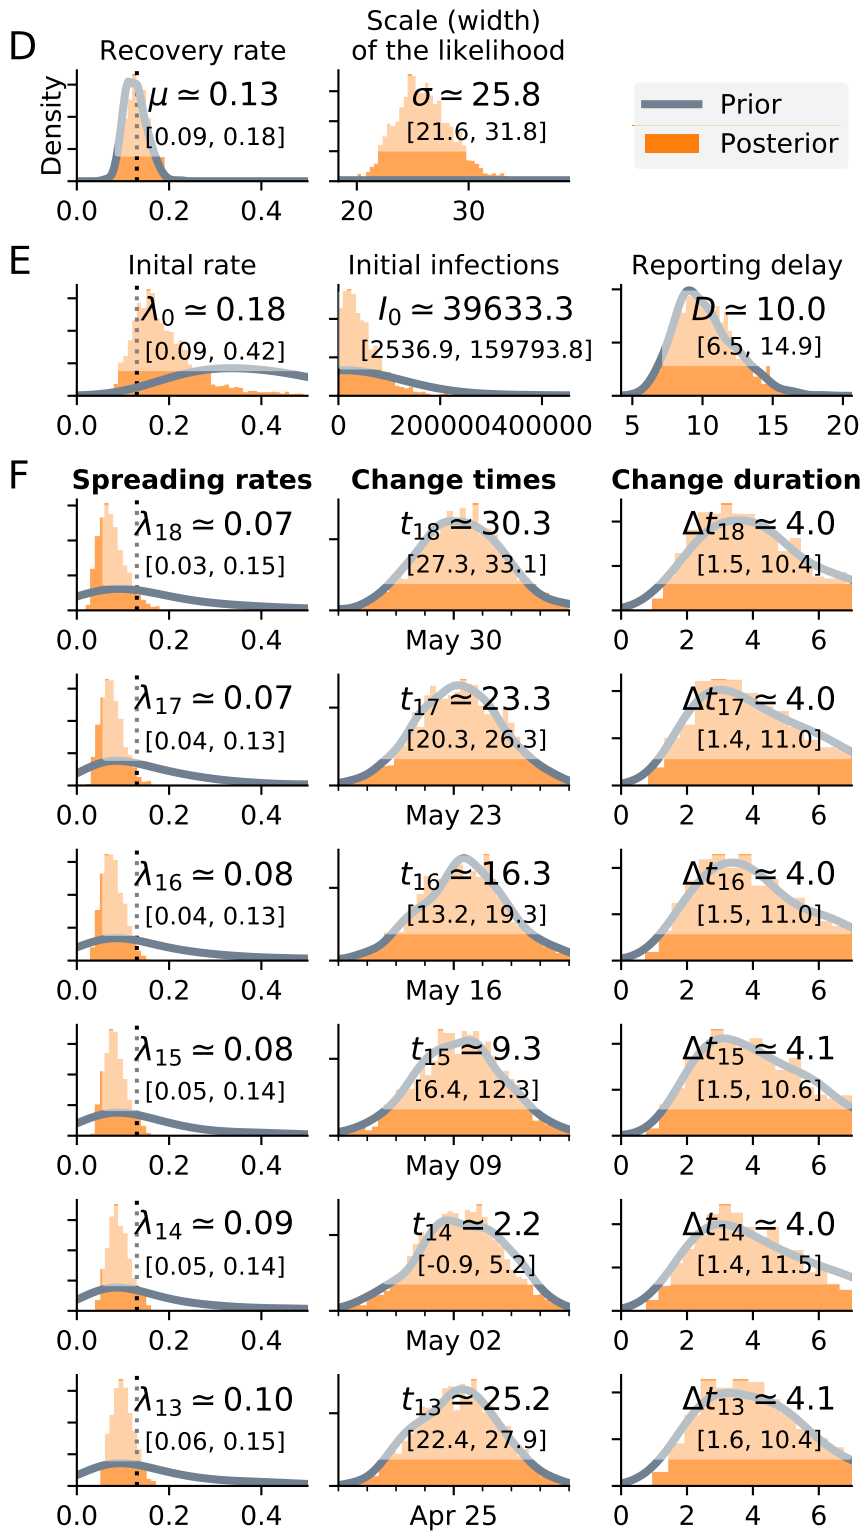 D
Recovery rate
Scale (width)
of the likelihood
Density
μ ≃ 0.13
[0.09, 0.18]
0.0 0.2 0.4
σ ≃ 25.8
[21.6, 31.8]
20 30
Prior
Posterior
E
Inital rate
Initial infections
Reporting delay
λ0 ≃ 0.18
[0.09, 0.42]
0.0 0.2 0.4
I0 ≃ 39633.3
[2536.9, 159793.8]
0 200000 400000
D ≃ 10.0
[6.5, 14.9]
5 10 15 20
F
Spreading rates
Change times
Change duration
λ18 ≃ 0.07
[0.03, 0.15]
0.0 0.2 0.4
t18 ≃ 30.3
[27.3, 33.1]
May 30
Δt18 ≃ 4.0
[1.5, 10.4]
0 2 4 6
λ17 ≃ 0.07
[0.04, 0.13]
0.0 0.2 0.4
t17 ≃ 23.3
[20.3, 26.3]
May 23
Δt17 ≃ 4.0
[1.4, 11.0]
0 2 4 6
λ16 ≃ 0.08
[0.04, 0.13]
0.0 0.2 0.4
t16 ≃ 16.3
[13.2, 19.3]
May 16
Δt16 ≃ 4.0
[1.5, 11.0]
0 2 4 6
λ15 ≃ 0.08
[0.05, 0.14]
0.0 0.2 0.4
t15 ≃ 9.3
[6.4, 12.3]
May 09
Δt15 ≃ 4.1
[1.5, 10.6]
0 2 4 6
λ14 ≃ 0.09
[0.05, 0.14]
0.0 0.2 0.4
t14 ≃ 2.2
[-0.9, 5.2]
May 02
Δt14 ≃ 4.0
[1.4, 11.5]
0 2 4 6
λ13 ≃ 0.10
[0.06, 0.15]
0.0 0.2 0.4
t13 ≃ 25.2
[22.4, 27.9]
Apr 25
Δt13 ≃ 4.1
[1.6, 10.4]
0 2 4 6